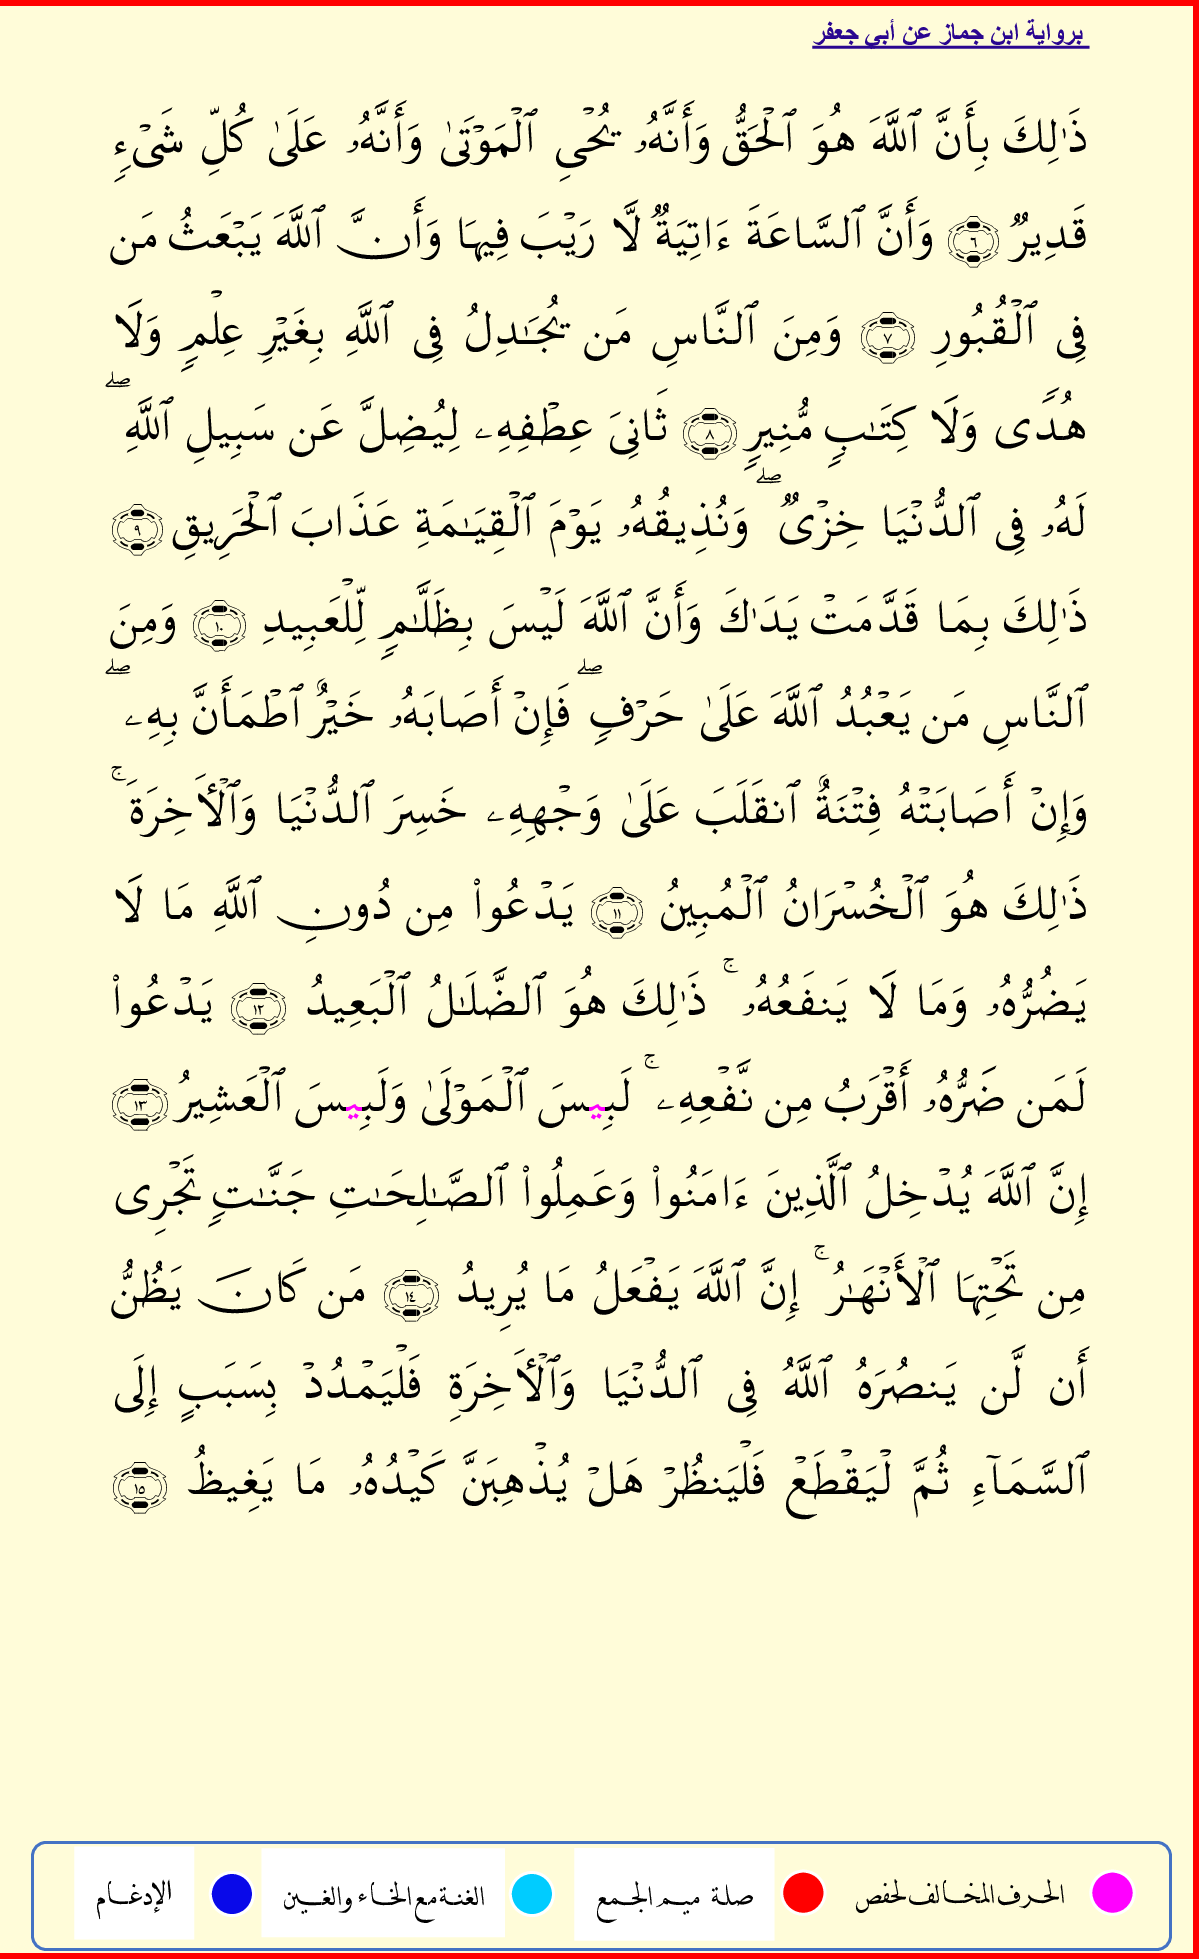 برواية ابن جماز عن أبي جعفر
ذَٰلِكَ بِأَنَّ ٱللَّهَ هُوَ ٱلۡحَقُّ وَأَنَّهُۥ يُحۡيِ ٱلۡمَوۡتَىٰ وَأَنَّهُۥ عَلَىٰ كُلِّ شَيۡءٖ
قَدِيرٞ ٦ وَأَنَّ ٱلسَّاعَةَ ءَاتِيَةٞ لَّا رَيۡبَ فِيهَا وَأَنَّ ٱللَّهَ يَبۡعَثُ مَن
فِي ٱلۡقُبُورِ ٧ وَمِنَ ٱلنَّاسِ مَن يُجَٰدِلُ فِي ٱللَّهِ بِغَيۡرِ عِلۡمٖ وَلَا
هُدٗى وَلَا كِتَٰبٖ مُّنِيرٖ ٨ ثَانِيَ عِطۡفِهِۦ لِيُضِلَّ عَن سَبِيلِ ٱللَّهِۖ
لَهُۥ فِي ٱلدُّنۡيَا خِزۡيٞۖ وَنُذِيقُهُۥ يَوۡمَ ٱلۡقِيَٰمَةِ عَذَابَ ٱلۡحَرِيقِ ٩
ذَٰلِكَ بِمَا قَدَّمَتۡ يَدَاكَ وَأَنَّ ٱللَّهَ لَيۡسَ بِظَلَّٰمٖ لِّلۡعَبِيدِ ١٠ وَمِنَ
ٱلنَّاسِ مَن يَعۡبُدُ ٱللَّهَ عَلَىٰ حَرۡفٖۖ فَإِنۡ أَصَابَهُۥ خَيۡرٌ ٱطۡمَأَنَّ بِهِۦۖ
وَإِنۡ أَصَابَتۡهُ فِتۡنَةٌ ٱنقَلَبَ عَلَىٰ وَجۡهِهِۦ خَسِرَ ٱلدُّنۡيَا وَٱلۡأٓخِرَةَۚ
ذَٰلِكَ هُوَ ٱلۡخُسۡرَانُ ٱلۡمُبِينُ ١١ يَدۡعُواْ مِن دُونِ ٱللَّهِ مَا لَا
يَضُرُّهُۥ وَمَا لَا يَنفَعُهُۥۚ ذَٰلِكَ هُوَ ٱلضَّلَٰلُ ٱلۡبَعِيدُ ١٢ يَدۡعُواْ
لَمَن ضَرُّهُۥ أَقۡرَبُ مِن نَّفۡعِهِۦۚ لَبِيسَ ٱلۡمَوۡلَىٰ وَلَبِيسَ ٱلۡعَشِيرُ ١٣
إِنَّ ٱللَّهَ يُدۡخِلُ ٱلَّذِينَ ءَامَنُواْ وَعَمِلُواْ ٱلصَّٰلِحَٰتِ جَنَّٰتٖ تَجۡرِي
مِن تَحۡتِهَا ٱلۡأَنۡهَٰرُۚ إِنَّ ٱللَّهَ يَفۡعَلُ مَا يُرِيدُ ١٤ مَن كَانَ يَظُنُّ
أَن لَّن يَنصُرَهُ ٱللَّهُ فِي ٱلدُّنۡيَا وَٱلۡأٓخِرَةِ فَلۡيَمۡدُدۡ بِسَبَبٍ إِلَى
ٱلسَّمَآءِ ثُمَّ لۡيَقۡطَعۡ فَلۡيَنظُرۡ هَلۡ يُذۡهِبَنَّ كَيۡدُهُۥ مَا يَغِيظُ ١٥
الحرف المخالف لحفص صلة ميم الجمع الغنة مع الخاء والغين الإدغام